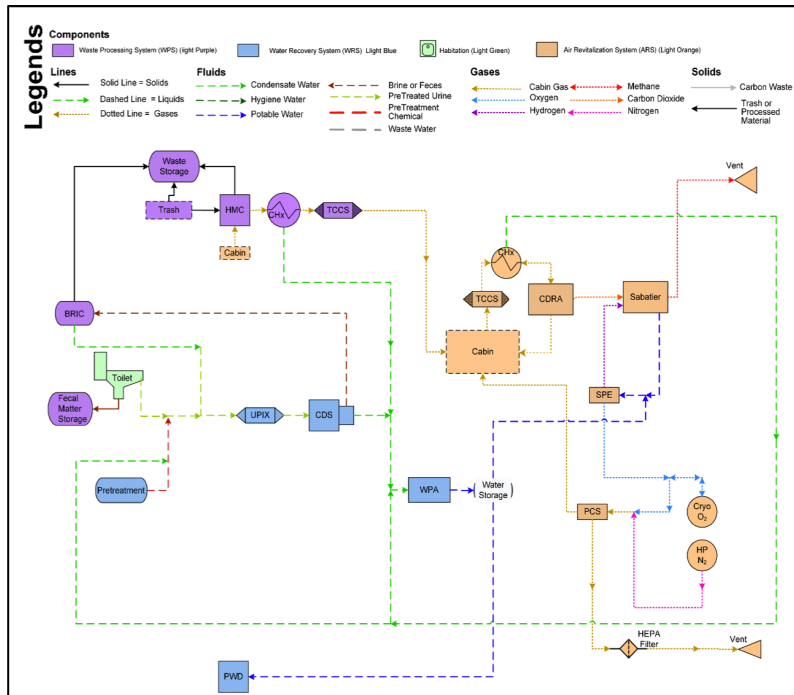 Legends
Components
Waste Processing System (WPS) (light Purple)
Water Recovery System (WRS) LIight Blue
Habitation (Light Green)
Air Revitalization System (ARS) (Light Orange)
Lines
Solid Line = Solids
Dashed Line = Liquids
Dotted Line = Gases
Fluids
Condensate Water
Hygiene Water
Potable Water
Brine or Feces
PreTreated Urine
PreTreatment
Chemical
Waste Water
Gases
Cabin Gas
Oxygen
Hydrogen
Methane
Carbon Dioxide
Nitrogen
Solids
Carbon Waste
Trash or
Processed
Material
Waste
Storage
Trash
HMC
CHx
TCCS
Cabin
Vent
CHx
TCCS
CDRA
Sabatier
Cabin
BRIC
Toilet
Fecal
Matter
Storage
UPIX
CDS
SPE
Pretreatment
WPA
Water
Storage
PCS
Cryo
O2
HP
N2
HEPA
Filter
Vent
PWD